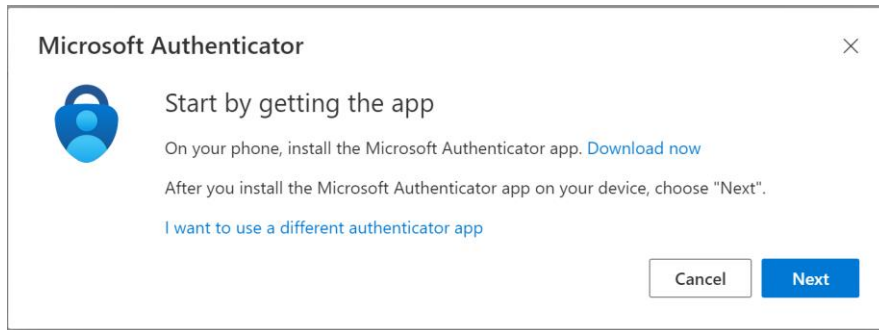 Microsoft Authenticator
Start by getting the app
On your phone, install the Microsoft Authenticator app. Download now
After you install the Microsoft Authenticator app on your device, choose "Next".
I want to use a different authenticator app
Cancel Next